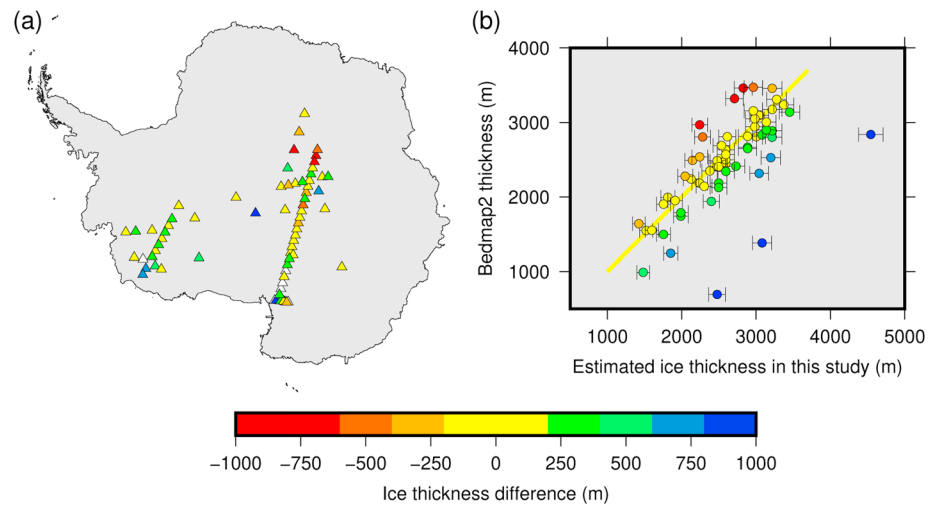 (a)
(b)
Bedmap2 thickness (m)
4000
3000
2000
1000
1000 2000 3000 4000 5000
Estimated ice thickness in this study (m)
−1000 −750 −500 −250 0 250 500 750 1000
Ice thickness difference (m)